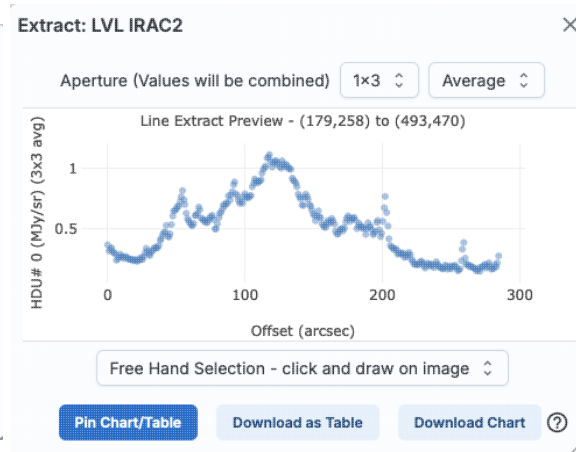 Extract: LVL IRAC2
Aperture (Values will be combined) 1×3 Average
Line Extract Preview - (179,258) to (493,470)
HDU# 0 (MJy/sr) (3x3 avg)
1
0.5
0 100 200 300
Offset (arcsec)
Free Hand Selection - click and draw on image
Pin Chart/Table Download as Table Download Chart ?